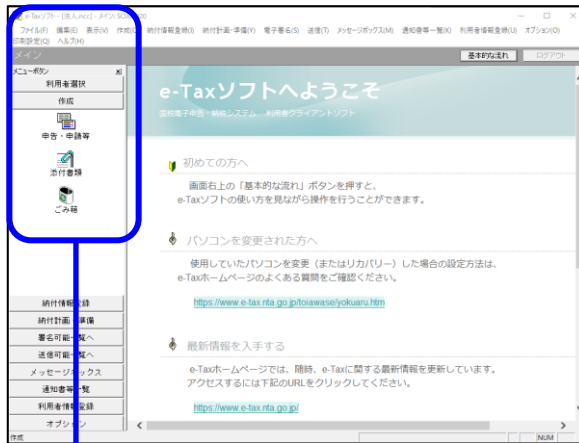 e-Taxソフト - [法人.ncc] - メイン: SC00S020
ファイル(F) 編集(E) 表示(V) 作成(C) 納付情報登録(I) 納付計画・準備(Y) 電子署名(S) 送信(T) メッセージボックス(M) 通知書等一覧(X) 利用者情報登録(U) オプション(O)
印刷設定(Q) ヘルプ(H)
メイン
基本的な流れ
ログアウト
メニューボタン
利用者選択
作成
申告・申請等
添付書類
ごみ箱
納付情報登録
納付計画・準備
署名可能一覧へ
送信可能一覧へ
メッセージボックス
通知書等一覧
利用者情報登録
オプション
e-Taxソフトへようこそ
国税電子申告・納税システム 利用者クライアントソフト
初めての方へ
画面右上の「基本的な流れ」ボタンを押すと、
e-Taxソフトの使い方を見ながら操作を行うことができます。
パソコンを変更された方へ
使用していたパソコンを変更（またはリカバリー）した場合の設定方法は、
e-Taxホームページのよくある質問をご確認ください。
https://www.e-tax.nta.go.jp/toiawase/yokuaru.htm
最新情報を入手する
e-Taxホームページでは、随時、e-Taxに関する最新情報を更新しています。
アクセスするには下記のURLをクリックしてください。
https://www.e-tax.nta.go.jp/
作成
NUM